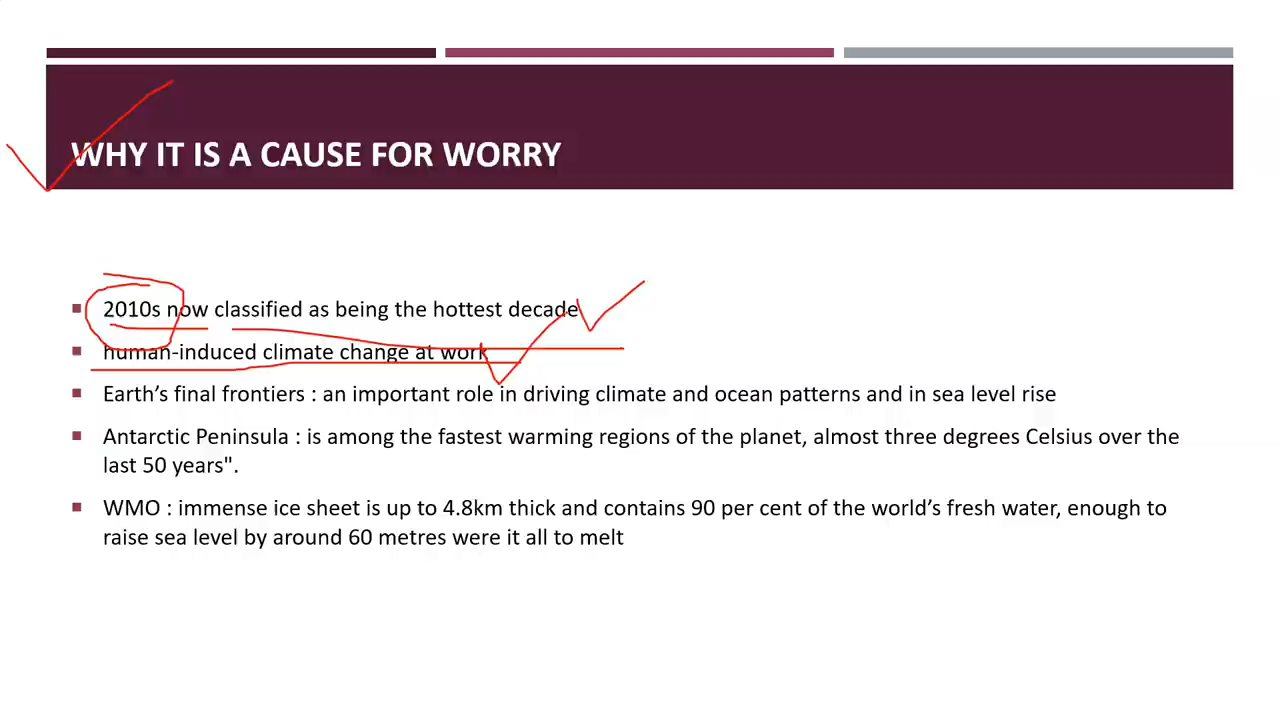 WHY IT IS A CAUSE FOR WORRY
2010s now classified as being the hottest decade
human-induced climate change at work
Earth’s final frontiers : an important role in driving climate and ocean patterns and in sea level rise
Antarctic Peninsula : is among the fastest warming regions of the planet, almost three degrees Celsius over the
last 50 years".
WMO : immense ice sheet is up to 4.8km thick and contains 90 per cent of the world’s fresh water, enough to
raise sea level by around 60 metres were it all to melt